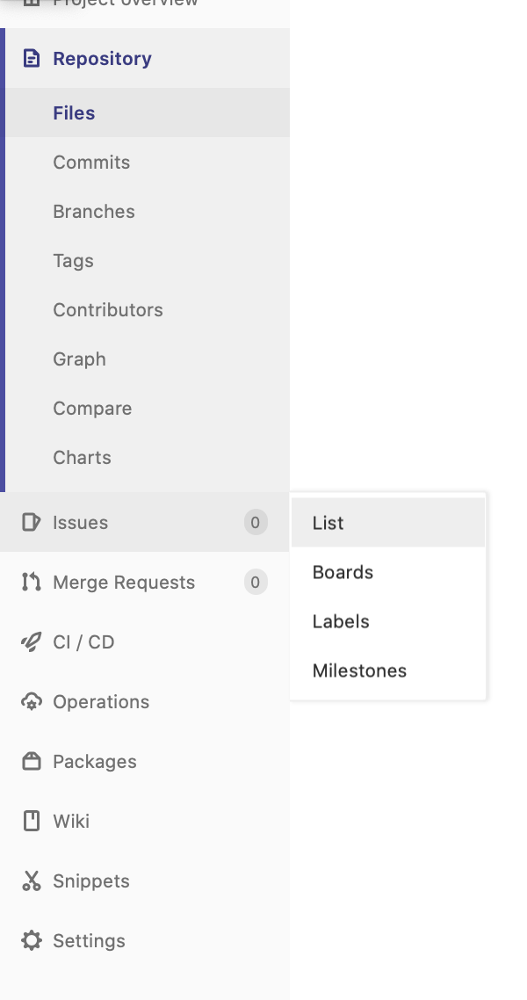 Project overview
Repository
Files
Commits
Branches
Tags
Contributors
Graph
Compare
Charts
Issues 0
List
Boards
Labels
Milestones
Merge Requests 0
CI / CD
Operations
Packages
Wiki
Snippets
Settings